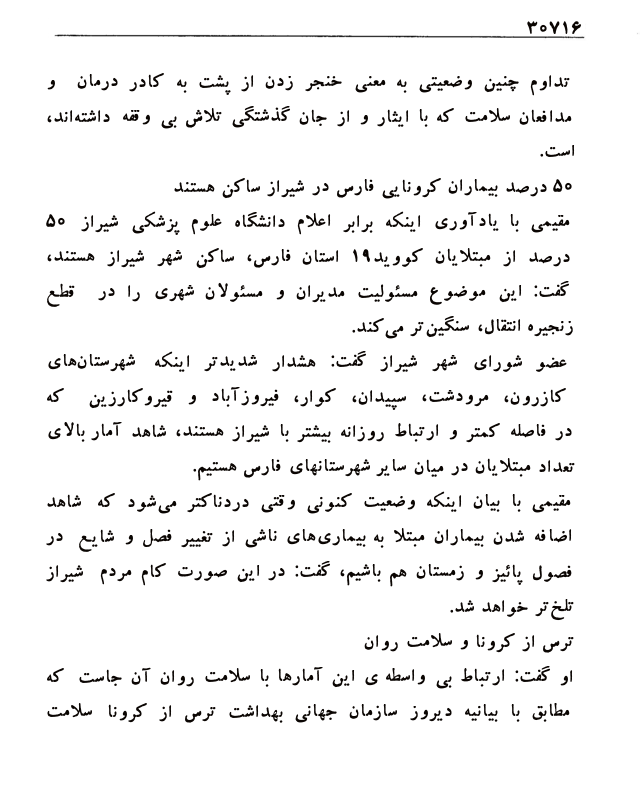 ۳۰۷۱۶
تداوم چنین وضعیتی به معنی خنجر زدن از پشت به کادر درمان و
مدافعان سلامت که با ایثار و از جان گذشتگی تلاش بی وقفه داشته‌اند،
است.
۵۰ درصد بیماران کرونایی فارس در شیراز ساکن هستند
مقیمی با یادآوری اینکه برابر اعلام دانشگاه علوم پزشکی شیراز ۵۰
درصد از مبتلایان کووید۱۹ استان فارس، ساکن شهر شیراز هستند،
گفت: این موضوع مسئولیت مدیران و مسئولان شهری را در قطع
زنجیره انتقال، سنگین‌تر می‌کند.
عضو شورای شهر شیراز گفت: هشدار شدیدتر اینکه شهرستان‌های
کازرون، مرودشت، سپیدان، کوار، فیروزآباد و قیروکارزین که
در فاصله کمتر و ارتباط روزانه بیشتر با شیراز هستند، شاهد آمار بالای
تعداد مبتلایان در میان سایر شهرستانهای فارس هستیم.
مقیمی با بیان اینکه وضعیت کنونی وقتی دردناکتر می‌شود که شاهد
اضافه شدن بیماران مبتلا به بیماری‌های ناشی از تغییر فصل و شایع در
فصول پائیز و زمستان هم باشیم، گفت: در این صورت کام مردم شیراز
تلخ‌تر خواهد شد.
ترس از کرونا و سلامت روان
او گفت: ارتباط بی واسطه ی این آمارها با سلامت روان آن جاست که
مطابق با بیانیه دیروز سازمان جهانی بهداشت ترس از کرونا سلامت